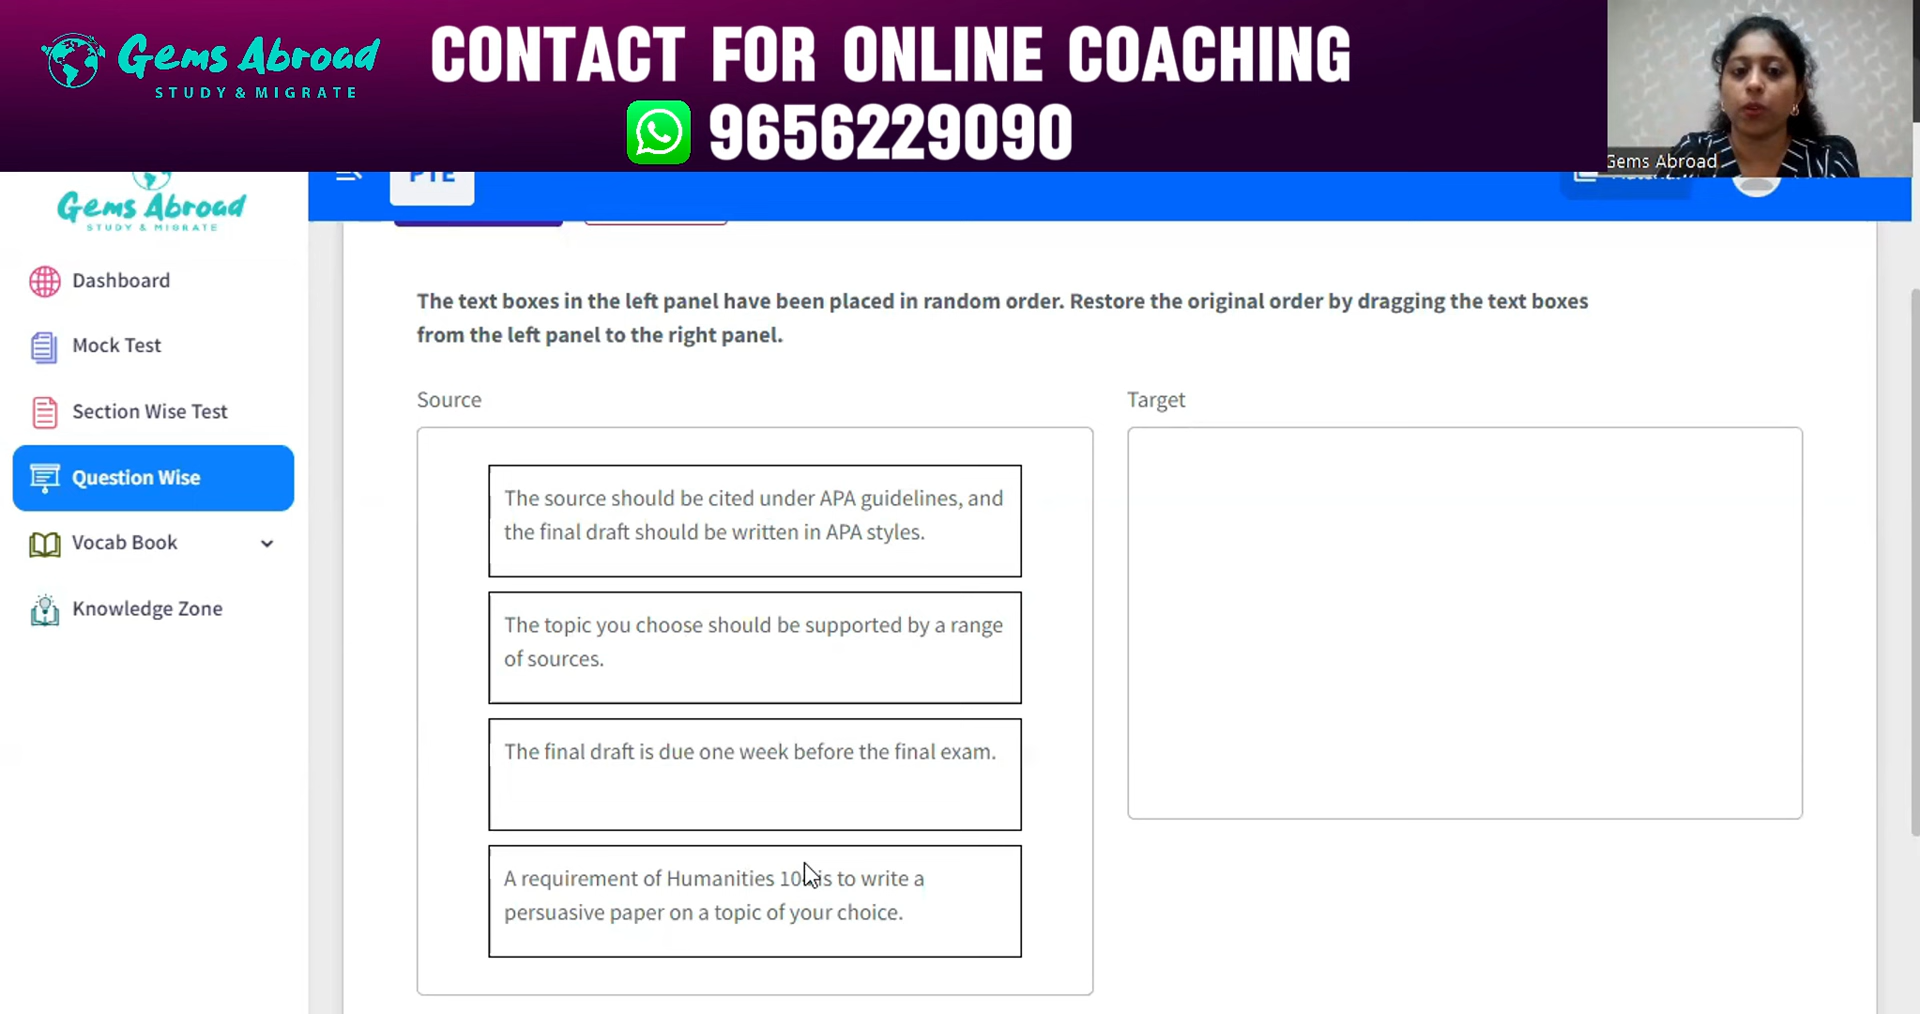 Gems Abroad
STUDY & MIGRATE
CONTACT FOR ONLINE COACHING
9656229090
Gems Abroad
PTE
Gems Abroad
STUDY & MIGRATE
Dashboard
Mock Test
Section Wise Test
Question Wise
Vocab Book
Knowledge Zone
The text boxes in the left panel have been placed in random order. Restore the original order by dragging the text boxes
from the left panel to the right panel.
Source
Target
The source should be cited under APA guidelines, and
the final draft should be written in APA styles.
The topic you choose should be supported by a range
of sources.
The final draft is due one week before the final exam.
A requirement of Humanities is to write a
persuasive paper on a topic of your choice.